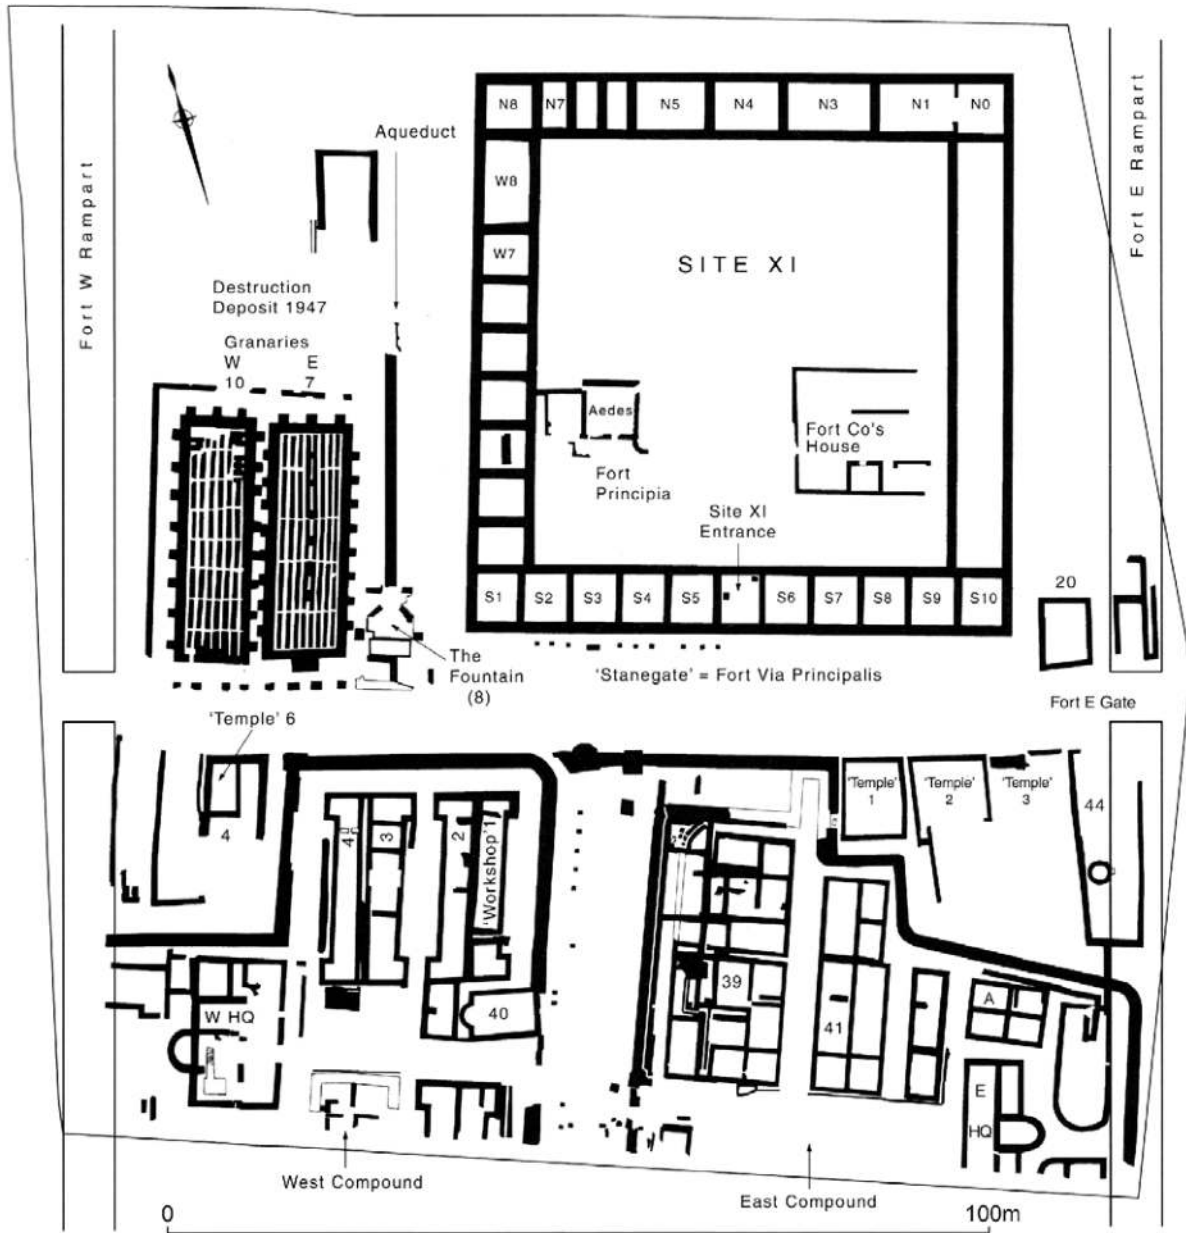 N8
N7
N5
N4
N3
N1
N0
Aqueduct
Fort W Rampart
Fort E Rampart
W8
W7
SITE XI
Destruction
Deposit 1947
Granaries
W
10
E
7
Aedes
Fort
Principia
Fort Co's
House
Site XI
Entrance
S1
S2
S3
S4
S5
S6
S7
S8
S9
S10
20
The
Fountain
(8)
'Stanegate' = Fort Via Principalis
Fort E Gate
'Temple' 6
4
4
3
2
'Workshop'1
'Temple'
1
'Temple'
2
'Temple'
3
44
W HQ
40
39
41
A
E
HQ
West Compound
East Compound
0
100m